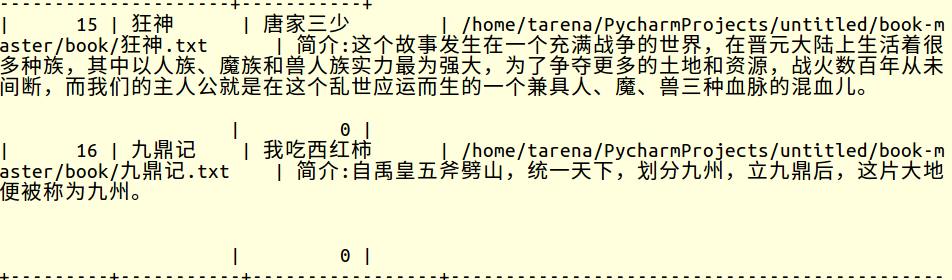 ---------------------+-----------+
|      15 | 狂神      | 唐家三少        | /home/tarena/PycharmProjects/untitled/book-m
aster/book/狂神.txt      | 简介:这个故事发生在一个充满战争的世界，在晋元大陆上生活着很
多种族，其中以人族、魔族和兽人族实力最为强大，为了争夺更多的土地和资源，战火数百年从未
间断，而我们的主人公就是在这个乱世应运而生的一个兼具人、魔、兽三种血脉的混血儿。
                     |         0 |
|      16 | 九鼎记    | 我吃西红柿      | /home/tarena/PycharmProjects/untitled/book-m
aster/book/九鼎记.txt    | 简介:自禹皇五斧劈山，统一天下，划分九州，立九鼎后，这片大地
便被称为九州。
                     |         0 |
+---------+-----------+-----------------+---------------------------------------------